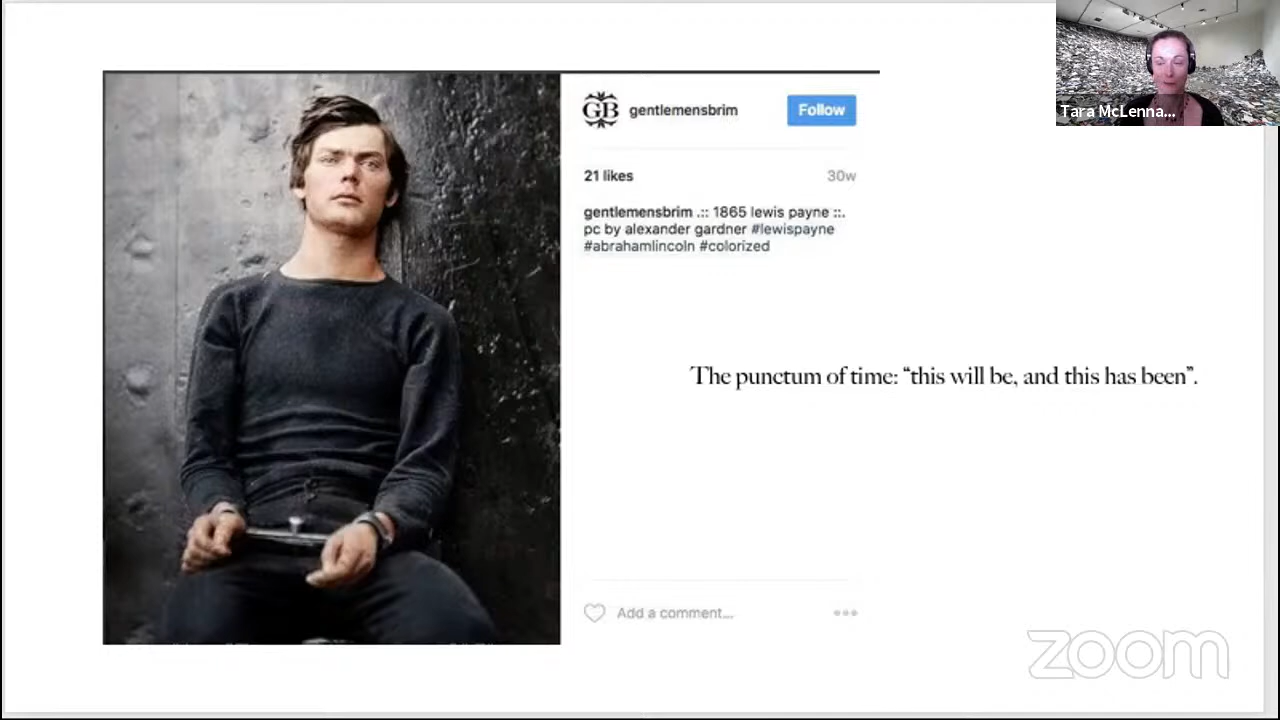 GB gentlemensbrim Follow
21 likes 30w
gentlemensbrim .:: 1865 lewis payne ::.
pc by alexander gardner #lewispayne
#abrahamlincoln #colorized
The punctum of time: “this will be, and this has been”.
Add a comment...
Tara McLenna...
zoom